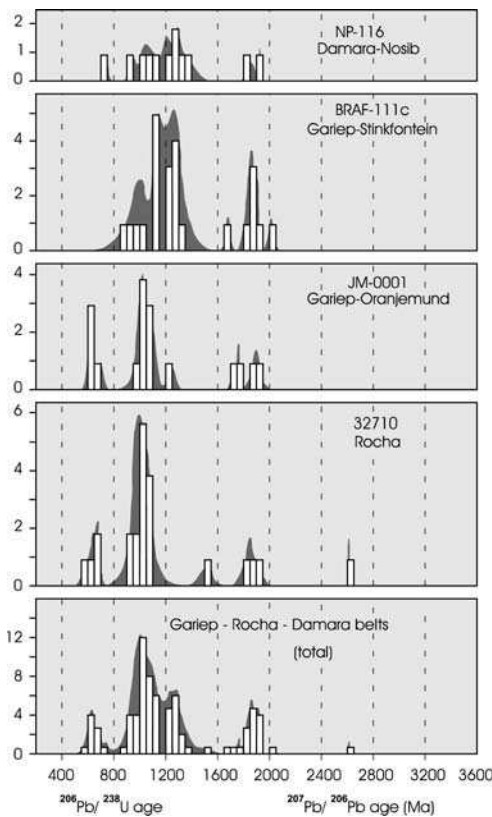 2
1
0
NP-116
Damara-Nosib
4
2
0
BRAF-111c
Gariep-Stinkfontein
4
2
0
JM-0001
Gariep-Oranjemund
6
4
2
0
32710
Rocha
12
8
4
0
Gariep - Rocha - Damara belts
(total)
400 800 1200 1600 2000 2400 2800 3200 3600
²⁰⁶Pb/ ²³⁸U age ²⁰⁷Pb/ ²⁰⁶Pb age (Ma)